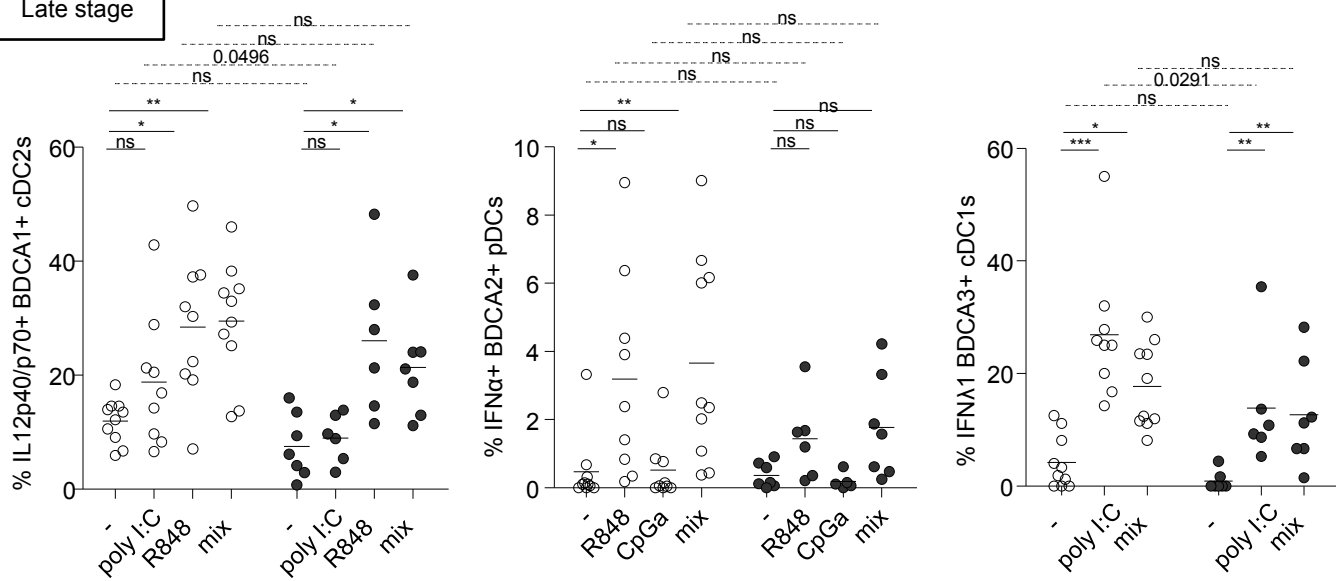 Late stage
ns
ns
0.0496
ns
**
*
ns
*
*
ns
% IL12p40/p70+ BDCA1+ cDC2s
60
40
20
0
-
poly I:C
R848
mix
-
poly I:C
R848
mix
ns
ns
ns
ns
**
ns
*
ns
ns
ns
% IFNα+ BDCA2+ pDCs
10
8
6
4
2
0
-
R848
CpGa
mix
-
R848
CpGa
mix
ns
0.0291
ns
*
***
**
**
% IFNλ1 BDCA3+ cDC1s
60
40
20
0
-
poly I:C
mix
-
poly I:C
mix